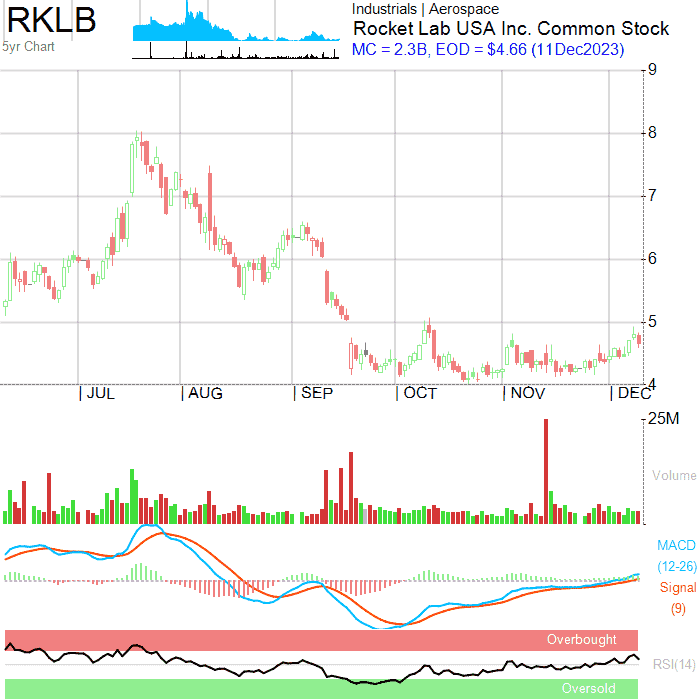 RKLB
5yr Chart
Industrials | Aerospace
Rocket Lab USA Inc. Common Stock
MC = 2.3B, EOD = $4.66 (11Dec2023)
9
8
7
6
5
4
JUL AUG SEP OCT NOV DEC
25M
Volume
MACD
(12-26)
Signal
(9)
Overbought
RSI(14)
Oversold